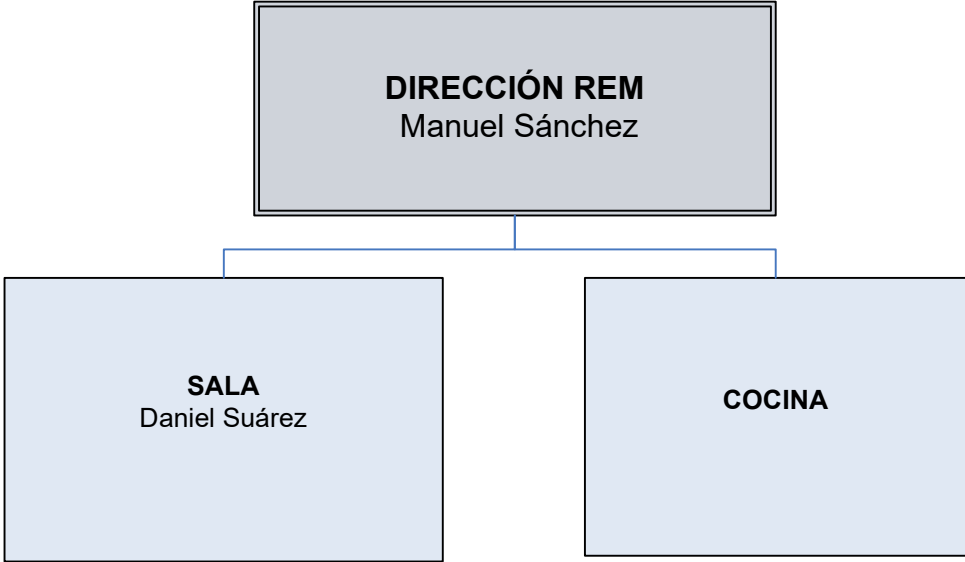 DIRECCIÓN REM
Manuel Sánchez
SALA
Daniel Suárez
COCINA